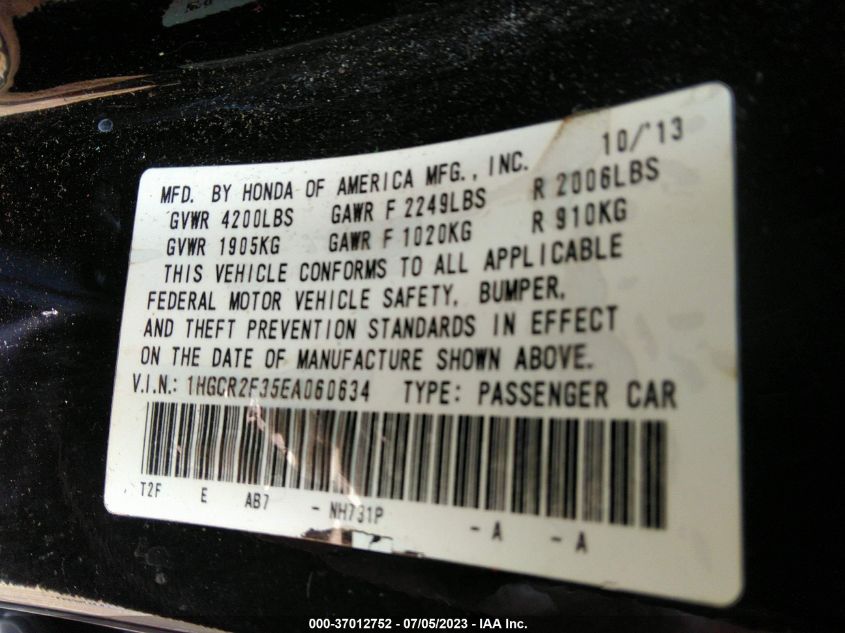 10/'13
MFD. BY HONDA OF AMERICA MFG., INC.
GVWR 4200LBS GAWR F 2249LBS R 2006LBS
GVWR 1905KG GAWR F 1020KG R 910KG
THIS VEHICLE CONFORMS TO ALL APPLICABLE
FEDERAL MOTOR VEHICLE SAFETY, BUMPER,
AND THEFT PREVENTION STANDARDS IN EFFECT
ON THE DATE OF MANUFACTURE SHOWN ABOVE.
V.I.N.: 1HGCR2F35EA060634 TYPE: PASSENGER CAR
T2F E AB7 - NH731P - A - A
000-37012752 - 07/05/2023 - IAA Inc.